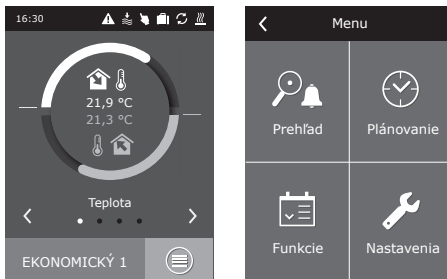 16:30
21,9 °C
21,3 °C
Teplota
EKONOMICKÝ 1
Menu
Prehľad
Plánovanie
Funkcie
Nastavenia